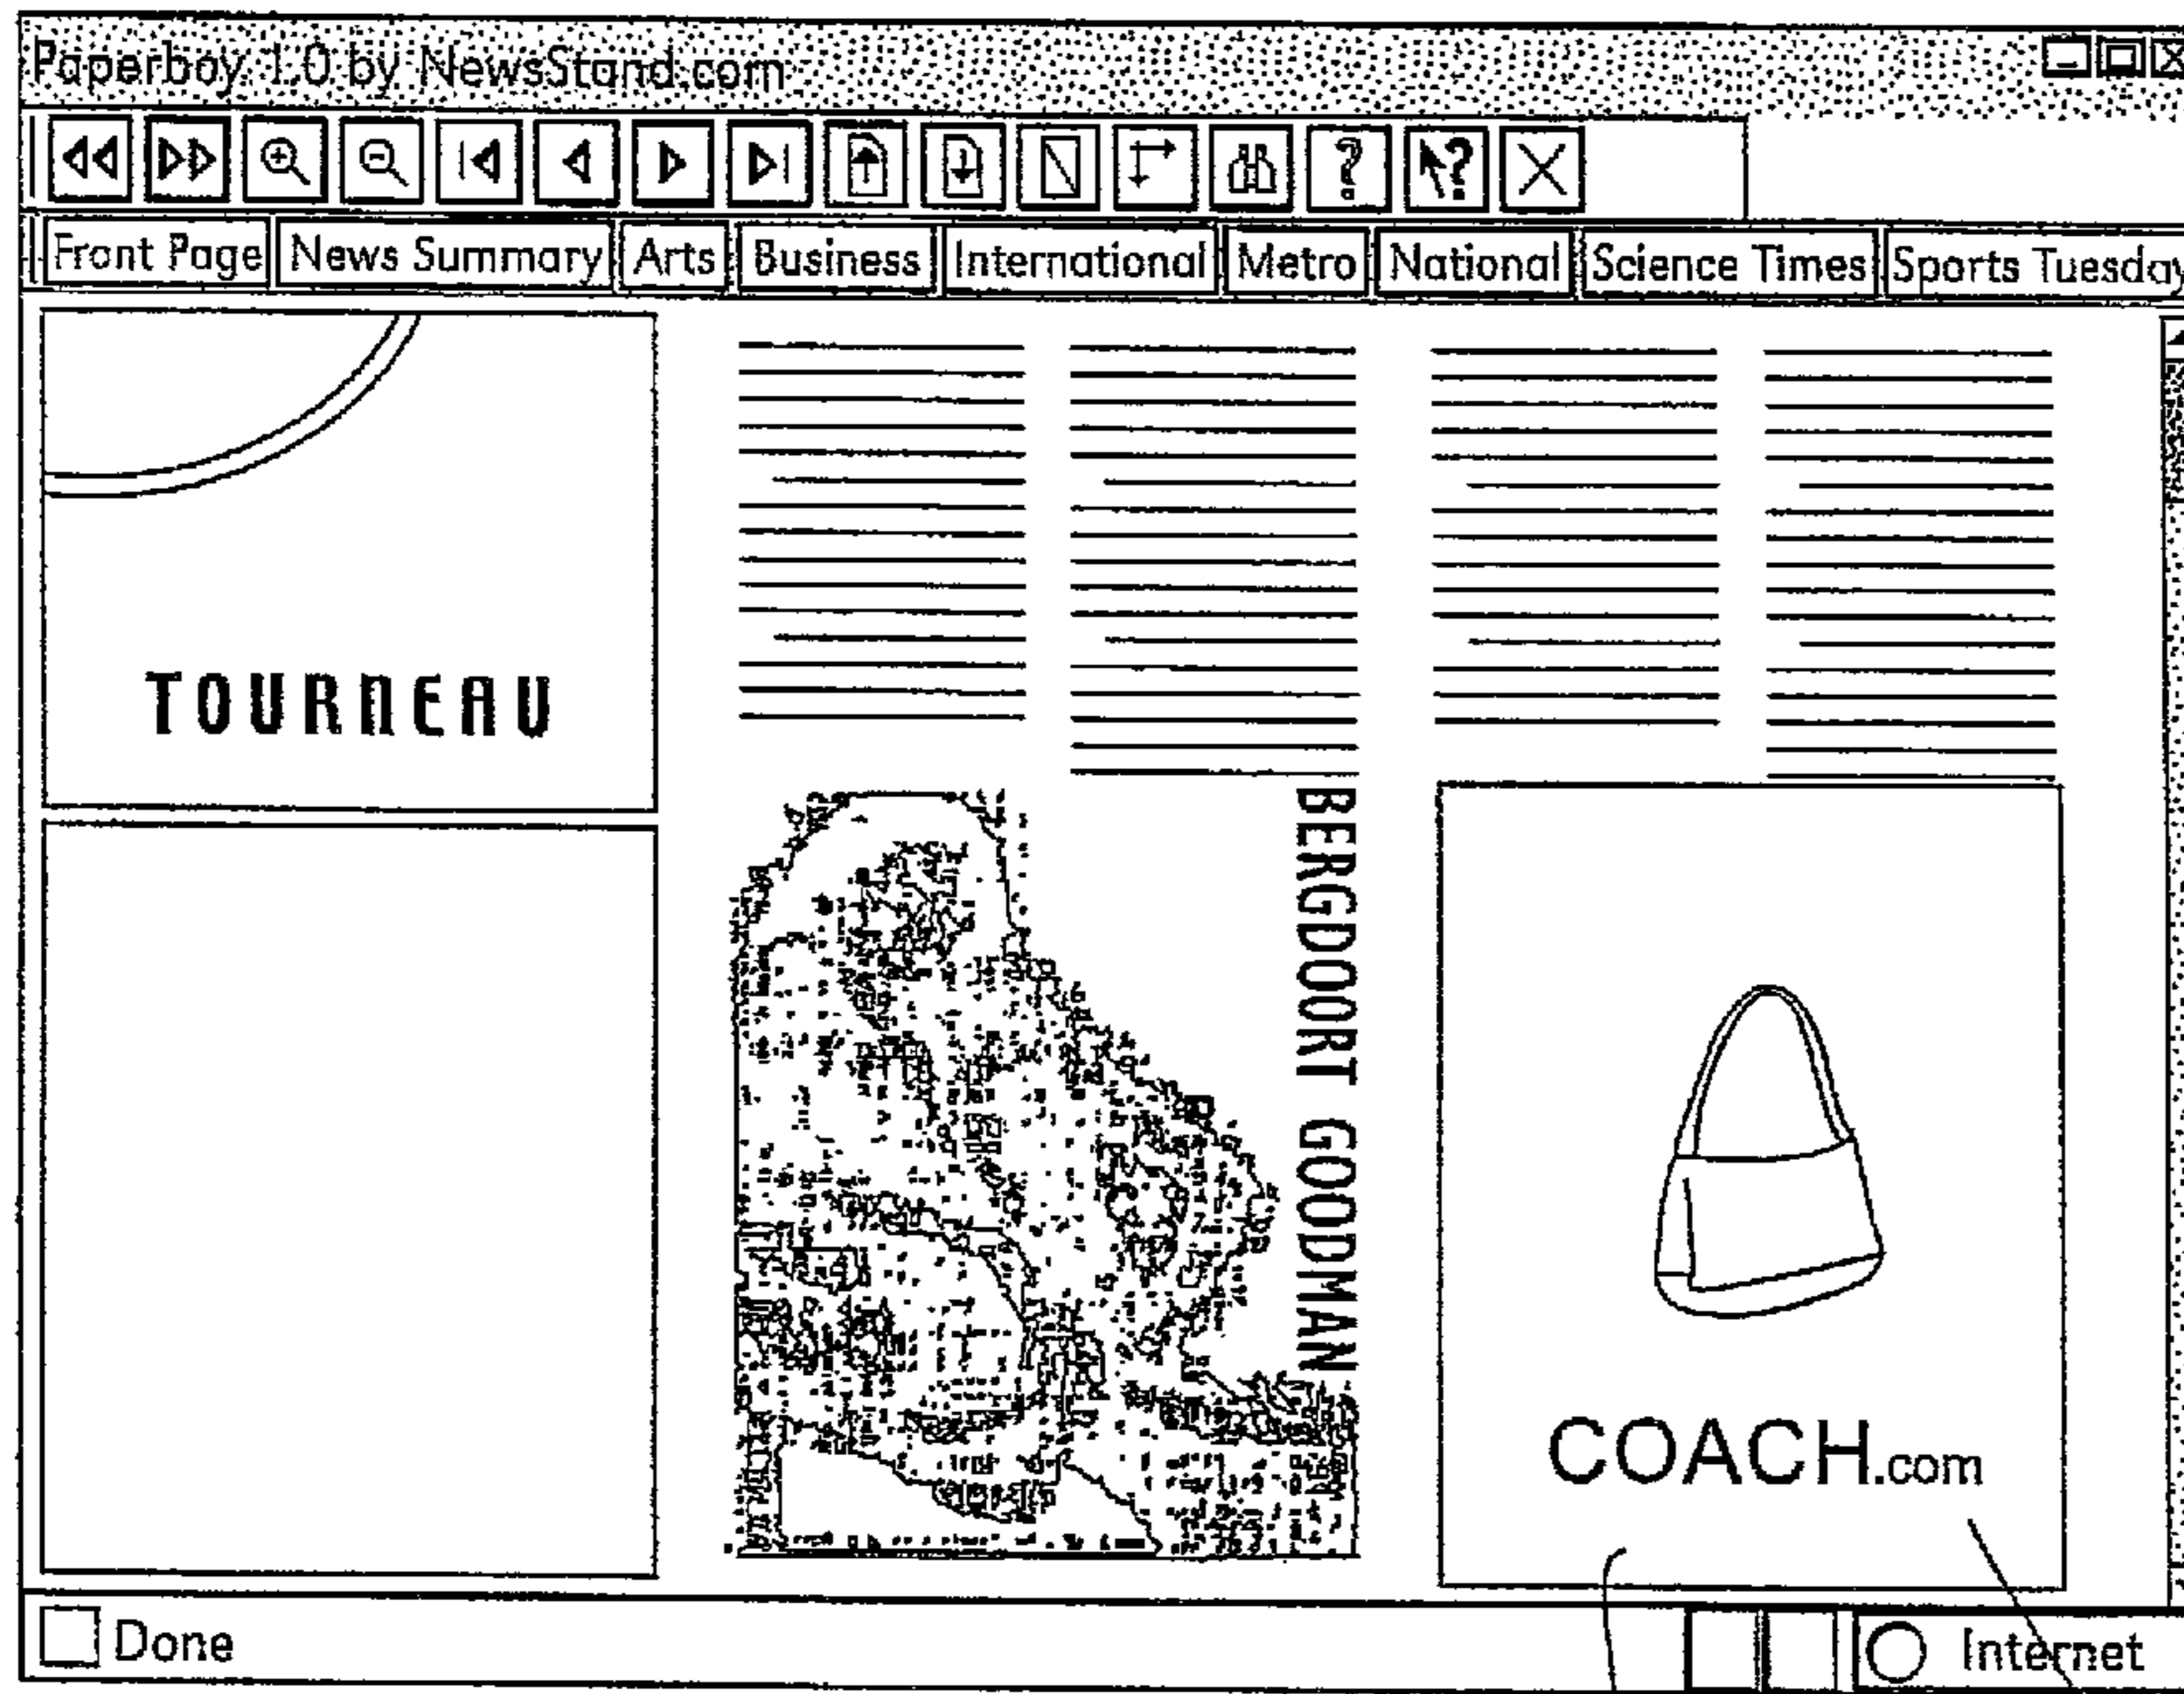 Paperboy 1.0 by NewsStand.com
Front Page News Summary Arts Business International Metro National Science Times Sports Tuesday
TOURNEAU
BERGDOORT GOODMAN
COACH.com
Done
Internet